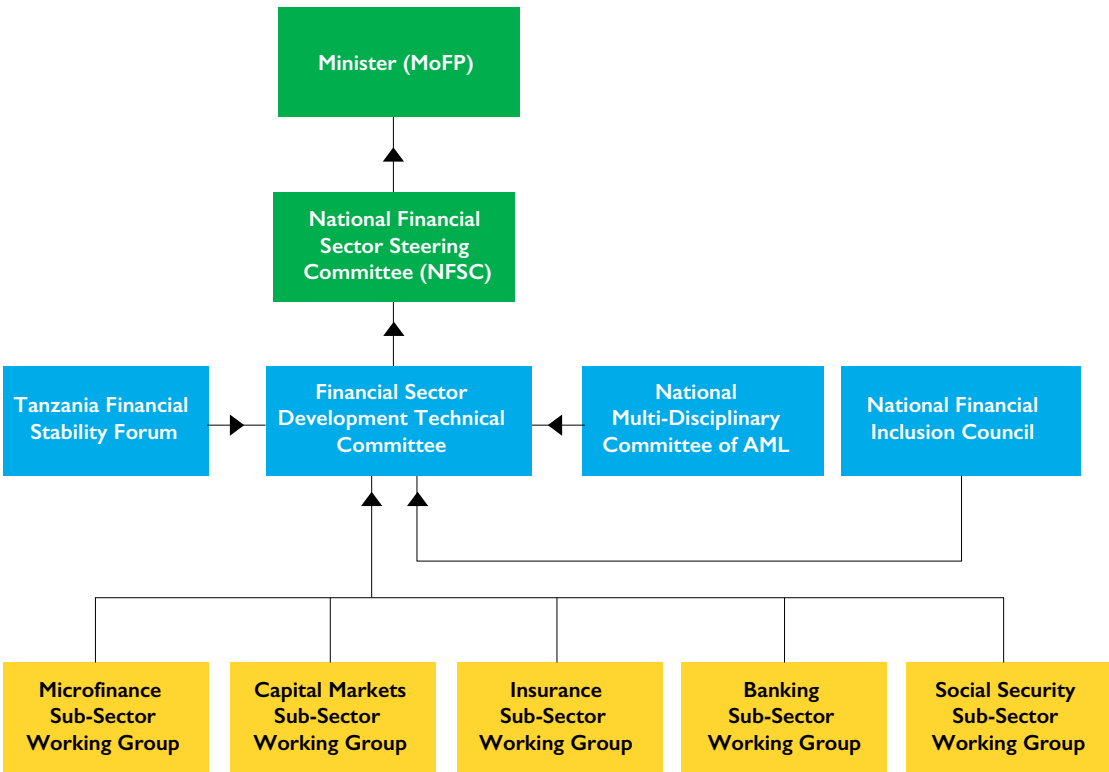 Minister (MoFP)
National Financial
Sector Steering
Committee (NFSC)
Tanzania Financial
Stability Forum
Financial Sector
Development Technical
Committee
National
Multi-Disciplinary
Committee of AML
National Financial
Inclusion Council
Microfinance
Sub-Sector
Working Group
Capital Markets
Sub-Sector
Working Group
Insurance
Sub-Sector
Working Group
Banking
Sub-Sector
Working Group
Social Security
Sub-Sector
Working Group